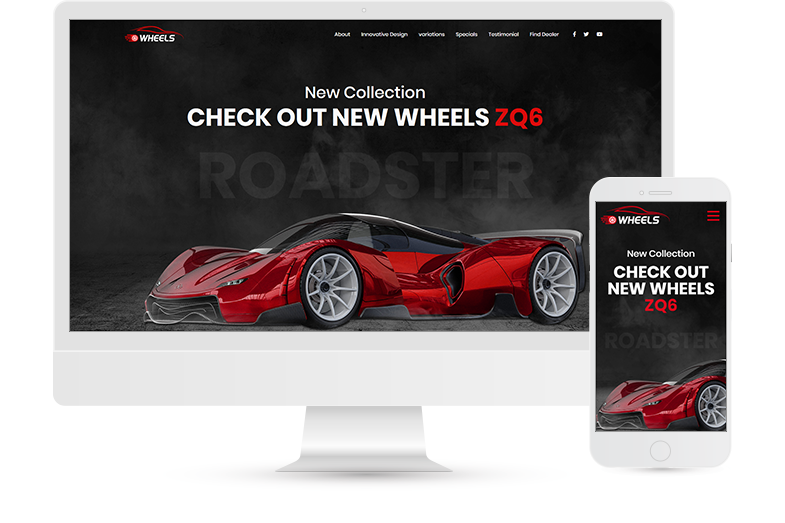 WHEELS
About Innovative Design variations Specials Testimonial Find Dealer
New Collection
CHECK OUT NEW WHEELS ZQ6
ROADSTER
WHEELS
New Collection
CHECK OUT
NEW WHEELS
ZQ6
ROADSTER